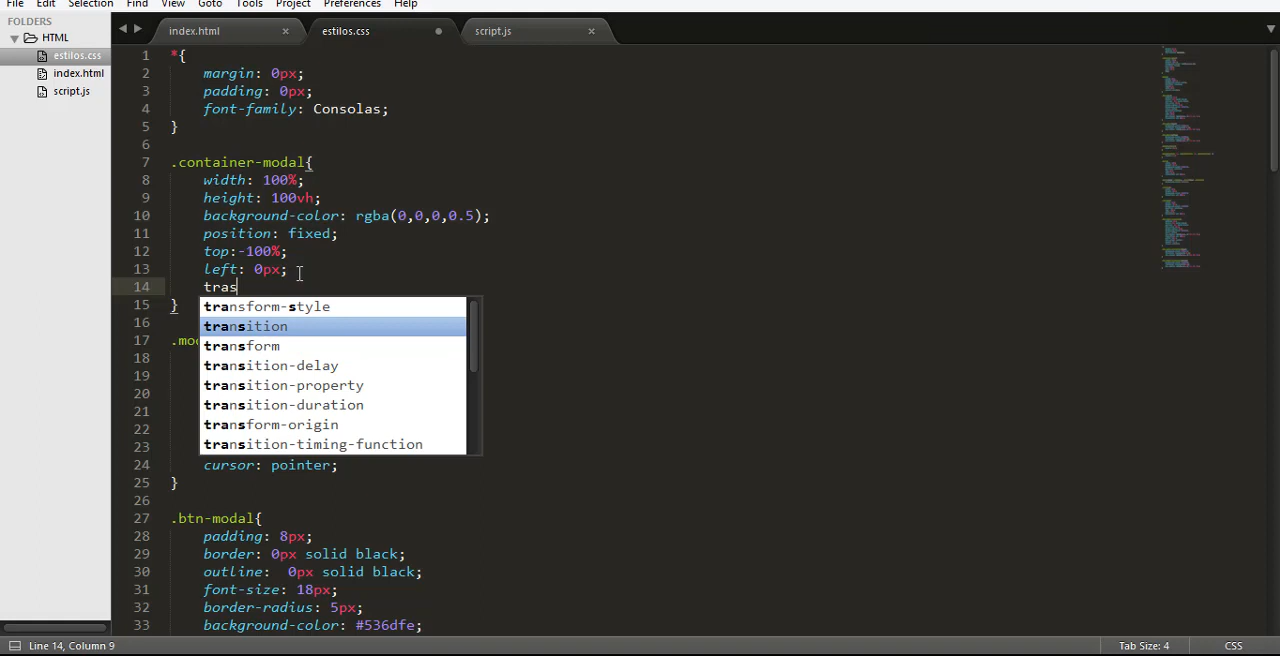 File Edit Selection Find View Goto Tools Project Preferences Help
FOLDERS
HTML
estilos.css
index.html
script.js
index.html × estilos.css script.js ×
1 *{
2 margin: 0px;
3 padding: 0px;
4 font-family: Consolas;
5 }
6
7 .container-modal{
8 width: 100%;
9 height: 100vh;
10 background-color: rgba(0,0,0,0.5);
11 position: fixed;
12 top:-100%;
13 left: 0px;
14 tras
15 }
transform-style
16
transition
17 .mod
transform
18
transition-delay
19
transition-property
20
transition-duration
21
transform-origin
22
transition-timing-function
23
24 cursor: pointer;
25 }
26
27 .btn-modal{
28 padding: 8px;
29 border: 0px solid black;
30 outline: 0px solid black;
31 font-size: 18px;
32 border-radius: 5px;
33 background-color: #536dfe;
Line 14, Column 9 Tab Size: 4 CSS